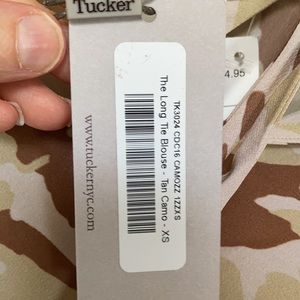 Tucker
4.95
TK3024 CDC16 CAMOZZ 1ZZXS
The Long Tie Blouse - Tan Camo - XS
www.tuckernyc.com